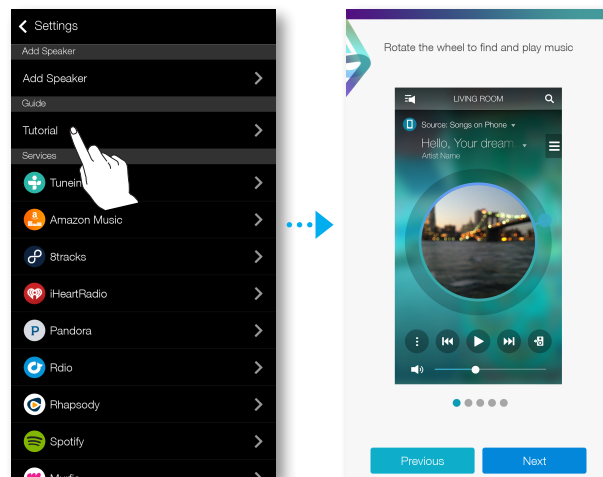 Settings
Add Speaker
Add Speaker
Guide
Tutorial
Services
TuneIn
Amazon Music
8tracks
iHeartRadio
Pandora
Rdio
Rhapsody
Spotify
Rotate the wheel to find and play music
LIVING ROOM
Source: Songs on Phone
Hello, Your dream...
Artist Name
Previous
Next